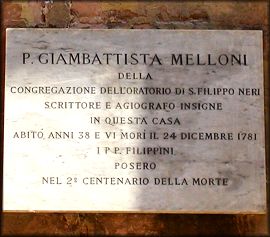 P. GIAMBATTISTA MELLONI
DELLA
CONGREGAZIONE DELL'ORATORIO DI S. FILIPPO NERI
SCRITTORE E AGIOGRAFO INSIGNE
IN QUESTA CASA
ABITÒ ANNI 38 E VI MORÌ IL 24 DICEMBRE 1781
I P P. FILIPPINI
POSERO
NEL 2º CENTENARIO DELLA MORTE